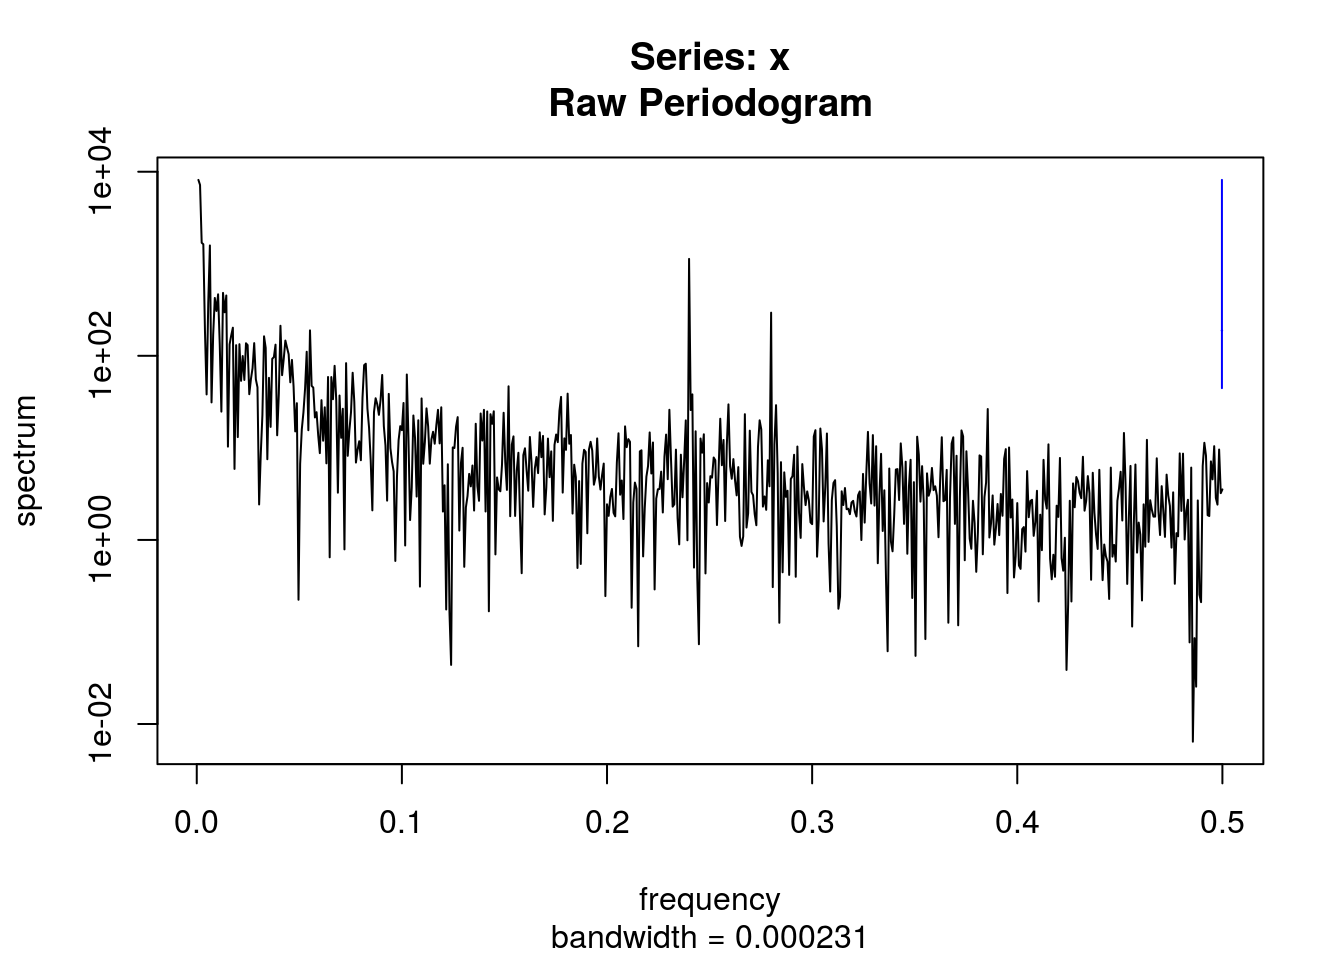 Series: x
Raw Periodogram
1e+04
1e+02
1e+00
1e-02
spectrum
0.0 0.1 0.2 0.3 0.4 0.5
frequency
bandwidth = 0.000231